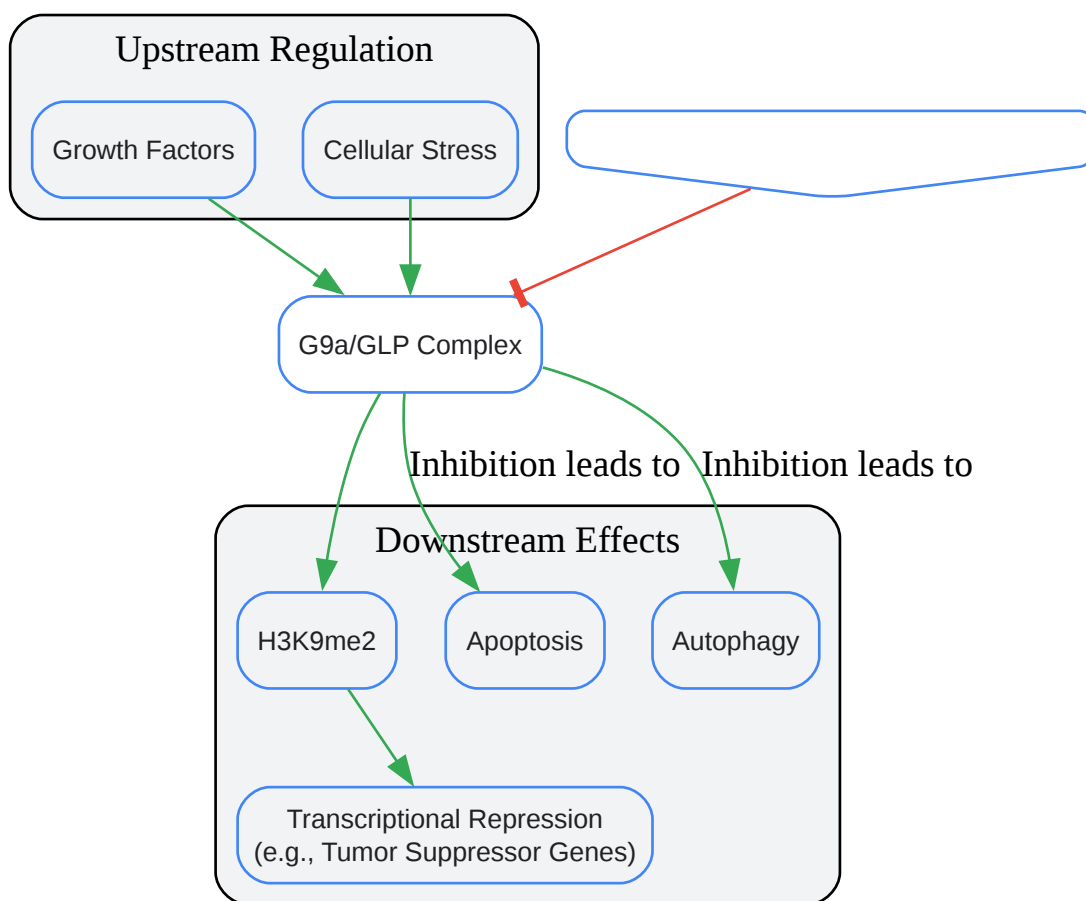 Upstream Regulation
Growth Factors
Cellular Stress
G9a/GLP Complex
Inhibition leads to
Inhibition leads to
Downstream Effects
H3K9me2
Apoptosis
Autophagy
Transcriptional Repression
(e.g., Tumor Suppressor Genes)